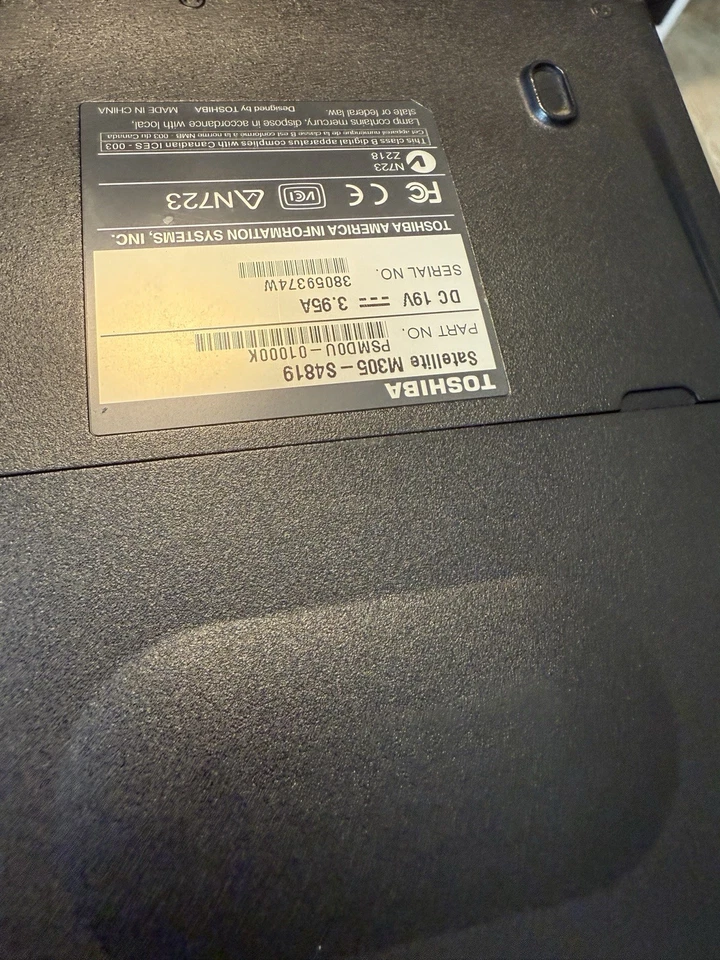 TOSHIBA
Satellite M305-S4819
PSMD0U-01000K
PART NO.
DC 19V ⎓ 3.95A
38059374W
SERIAL NO.
TOSHIBA AMERICA INFORMATION SYSTEMS, INC.
FC CE VCI N723
N723
Z218
This class B digital apparatus complies with Canadian ICES-003
Cet appareil numérique de la classe B est conforme à la norme NMB-003 du Canada
Lamp contains mercury, dispose in accordance with local,
state or federal law.
Designed by TOSHIBA MADE IN CHINA